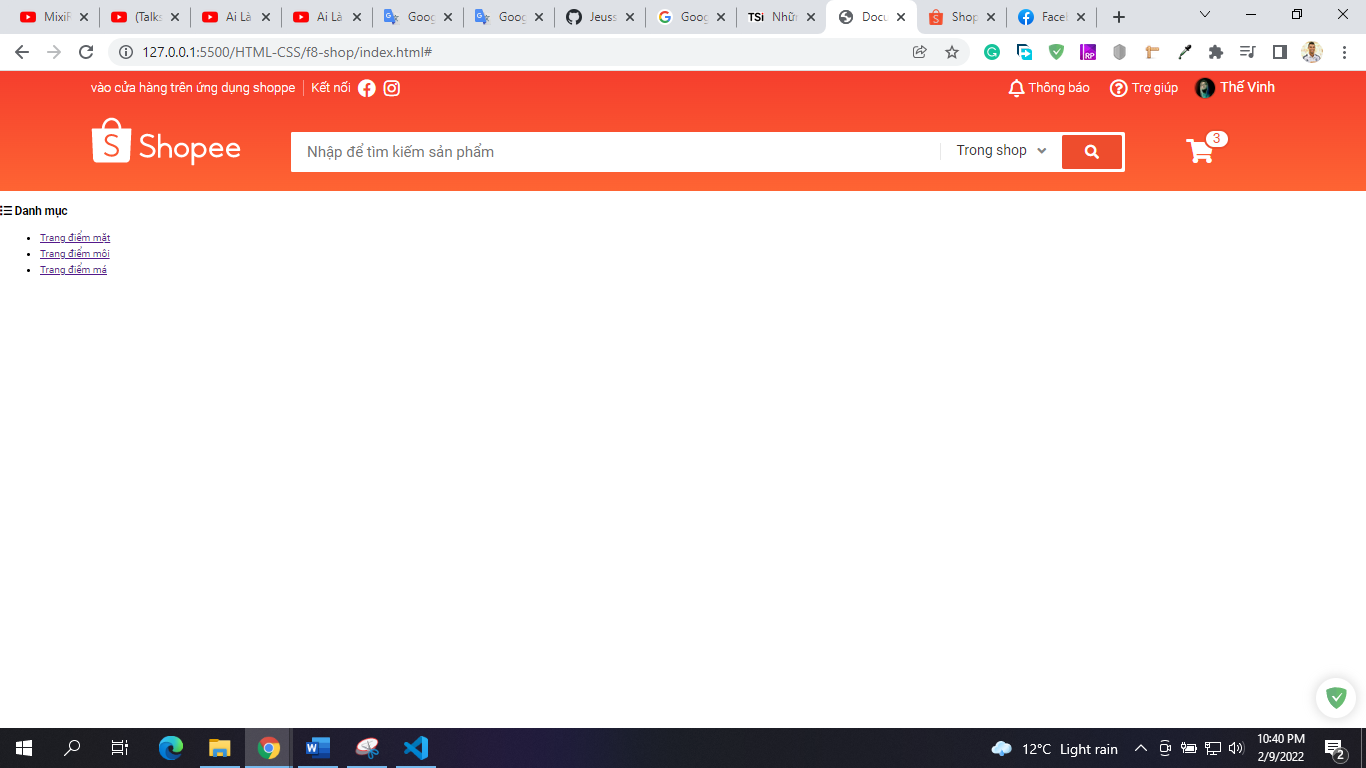 MixiF
(Talks
Ai Là
Ai Là
Goog
Goog
Jeuss
Goog
TSi Nhữn
Docu
Shop
Facel
127.0.0.1:5500/HTML-CSS/f8-shop/index.html#
vào cửa hàng trên ứng dụng shoppe Kết nối
Thông báo Trợ giúp Thế Vinh
Shopee
Nhập để tìm kiếm sản phẩm
Trong shop
3
Danh mục
Trang điểm mặt
Trang điểm môi
Trang điểm má
12°C Light rain
10:40 PM
2/9/2022
2